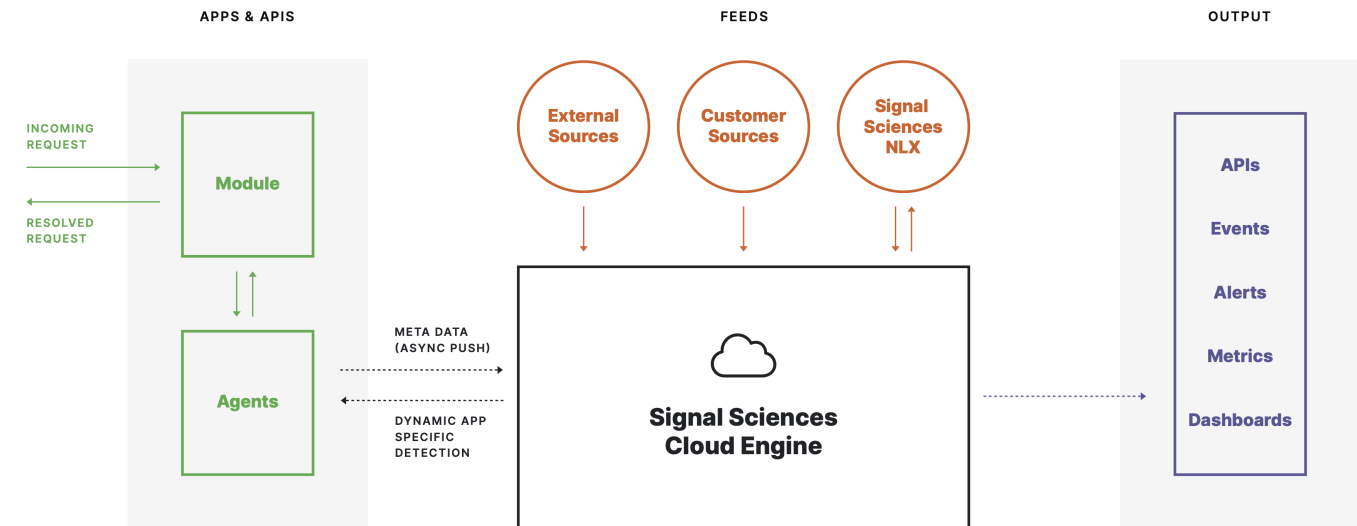 APPS & APIS
FEEDS
OUTPUT
INCOMING
REQUEST
RESOLVED
REQUEST
Module
Agents
META DATA
(ASYNC PUSH)
DYNAMIC APP
SPECIFIC
DETECTION
External
Sources
Customer
Sources
Signal
Sciences
NLX
Signal Sciences
Cloud Engine
APIs
Events
Alerts
Metrics
Dashboards